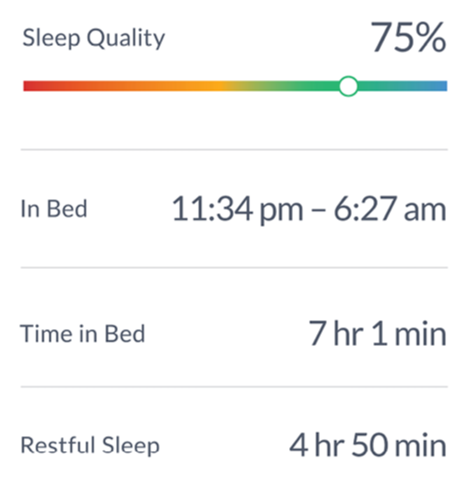 Sleep Quality 75%
In Bed 11:34 pm – 6:27 am
Time in Bed 7 hr 1 min
Restful Sleep 4 hr 50 min